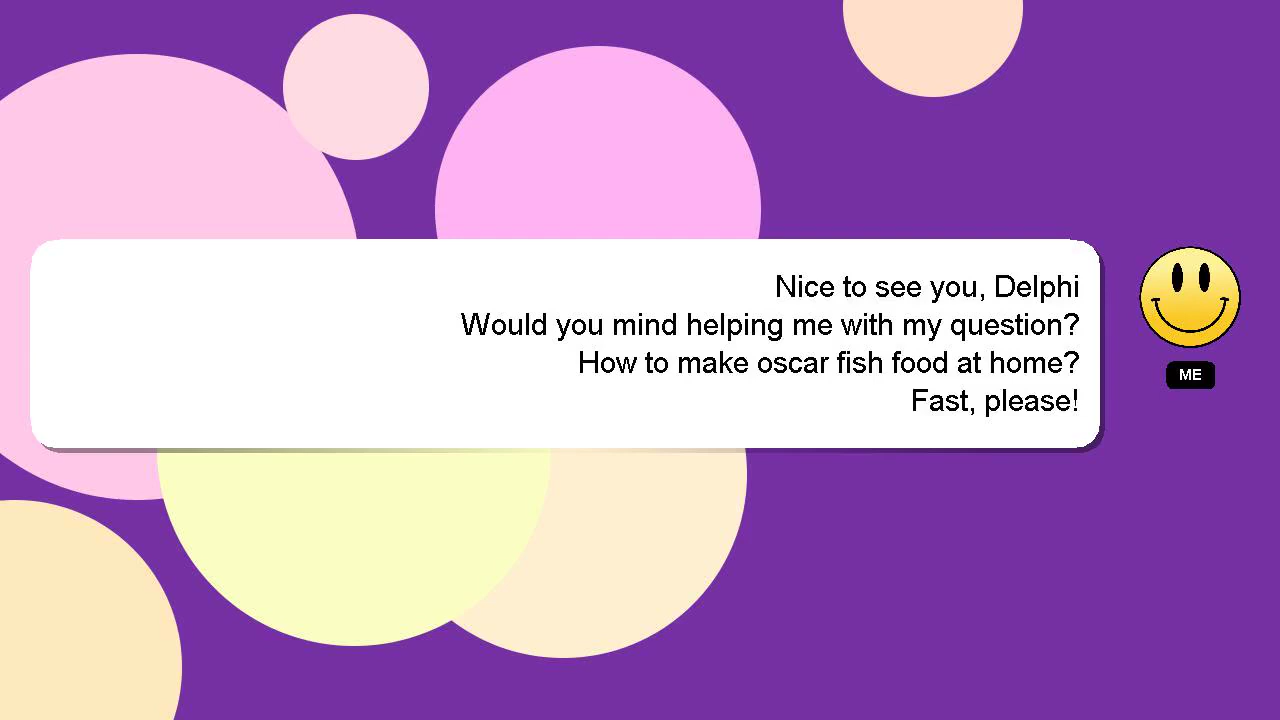 Nice to see you, Delphi
Would you mind helping me with my question?
How to make oscar fish food at home?
Fast, please!
ME